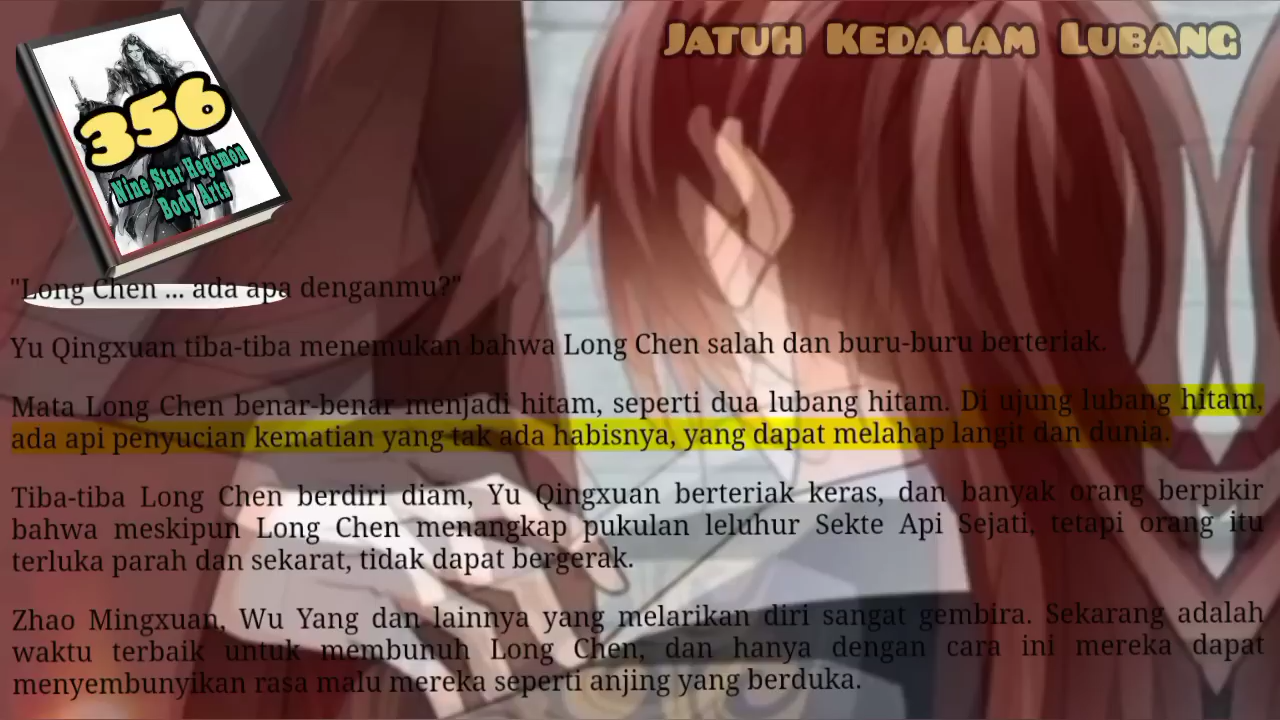 JATUH KEDALAM LUBANG
356
Nine Star Hegemon
Body Arts
"Long Chen ... ada apa denganmu?"
Yu Qingxuan tiba-tiba menemukan bahwa Long Chen salah dan buru-buru berteriak.
Mata Long Chen benar-benar menjadi hitam, seperti dua lubang hitam. Di ujung lubang hitam,
ada api penyucian kematian yang tak ada habisnya, yang dapat melahap langit dan dunia.
Tiba-tiba Long Chen berdiri diam, Yu Qingxuan berteriak keras, dan banyak orang berpikir
bahwa meskipun Long Chen menangkap pukulan leluhur Sekte Api Sejati, tetapi orang itu
terluka parah dan sekarat, tidak dapat bergerak.
Zhao Mingxuan, Wu Yang dan lainnya yang melarikan diri sangat gembira. Sekarang adalah
waktu terbaik untuk membunuh Long Chen, dan hanya dengan cara ini mereka dapat
menyembunyikan rasa malu mereka seperti anjing yang berduka.